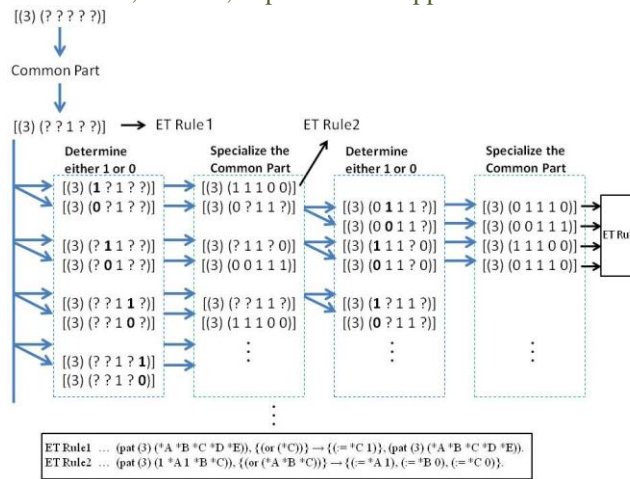 [(3) (? ? ? ? ?)]
Common Part
[(3) (? ? 1 ? ?)]
ET Rule1
ET Rule2
Determine
either 1 or 0
Specialize the
Common Part
Determine
either 1 or 0
Specialize the
Common Part
[(3) (1 ? 1 ? ?)]
[(3) (1 1 1 0 0)]
[(3) (0 ? 1 ? ?)]
[(3) (0 ? 1 1 ?)]
[(3) (0 1 1 1 ?)]
[(3) (0 1 1 1 0)]
[(3) (0 0 1 1 ?)]
[(3) (0 0 1 1 1)]
[(3) (? 1 1 ? ?)]
[(3) (? 1 1 ? 0)]
[(3) (1 1 1 ? 0)]
[(3) (1 1 1 0 0)]
[(3) (? 0 1 ? ?)]
[(3) (0 0 1 1 1)]
[(3) (0 1 1 ? 0)]
[(3) (0 1 1 1 0)]
ET Ru
[(3) (? ? 1 1 ?)]
[(3) (? ? 1 1 ?)]
[(3) (1 ? 1 1 ?)]
[(3) (? ? 1 0 ?)]
[(3) (1 1 1 0 0)]
[(3) (0 ? 1 1 ?)]
[(3) (? ? 1 ? 1)]
[(3) (? ? 1 ? 0)]
ET Rule1 … (pat (3) (*A *B *C *D *E)), {(or (*C))} → {(:= *C 1)}, (pat (3) (*A *B *C *D *E)).
ET Rule2 … (pat (3) (1 *A 1 *B *C)), {(or (*A *B *C))} → {(:= *A 1), (:= *B 0), (:= *C 0)}.